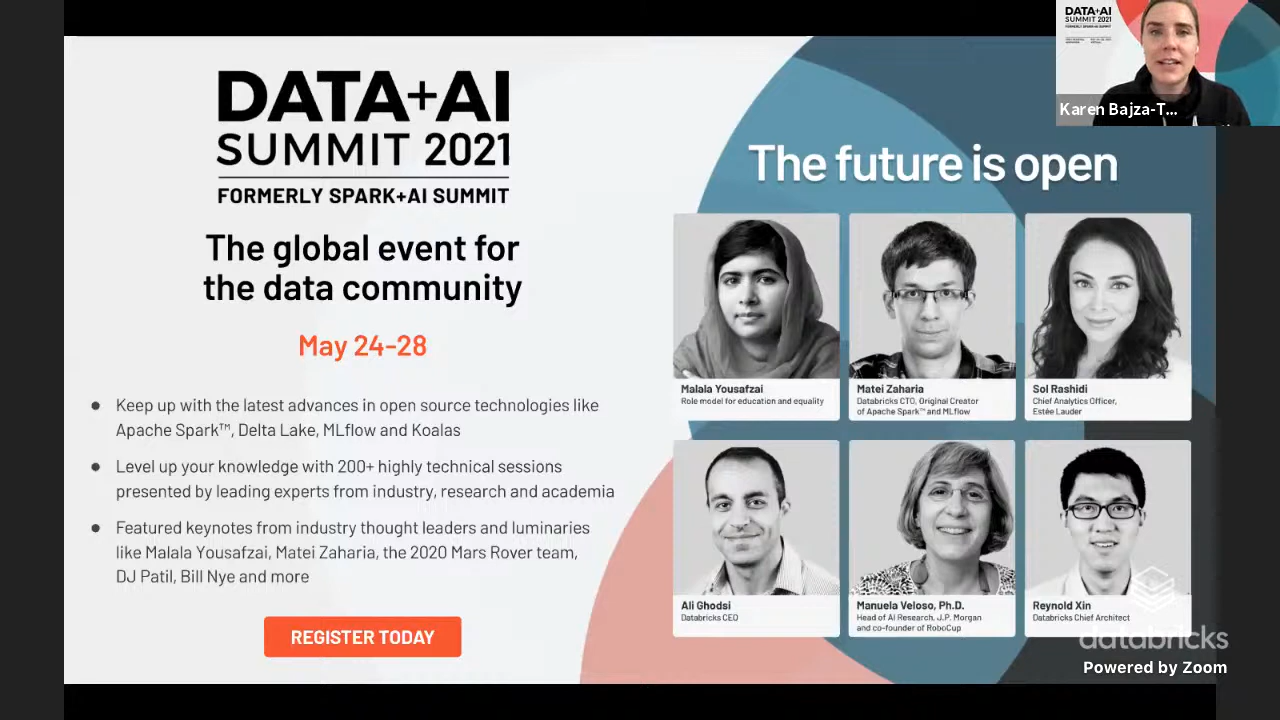 DATA+AI
SUMMIT 2021
FORMERLY SPARK+AI SUMMIT
The global event for
the data community
May 24-28
● Keep up with the latest advances in open source technologies like
Apache Spark™, Delta Lake, MLflow and Koalas
● Level up your knowledge with 200+ highly technical sessions
presented by leading experts from industry, research and academia
● Featured keynotes from industry thought leaders and luminaries
like Malala Yousafzai, Matei Zaharia, the 2020 Mars Rover team,
DJ Patil, Bill Nye and more
REGISTER TODAY
DATA+AI
SUMMIT 2021
FORMERLY SPARK+AI SUMMIT
Karen Bajza-T...
The future is open
Malala Yousafzai
Role model for education and equality
Matei Zaharia
Databricks CTO, Original Creator
of Apache Spark™ and MLflow
Sol Rashidi
Chief Analytics Officer,
Estée Lauder
Ali Ghodsi
Databricks CEO
Manuela Veloso, Ph.D.
Head of AI Research, J.P. Morgan
and co-founder of RoboCup
Reynold Xin
Databricks Chief Architect
databricks
Powered by Zoom